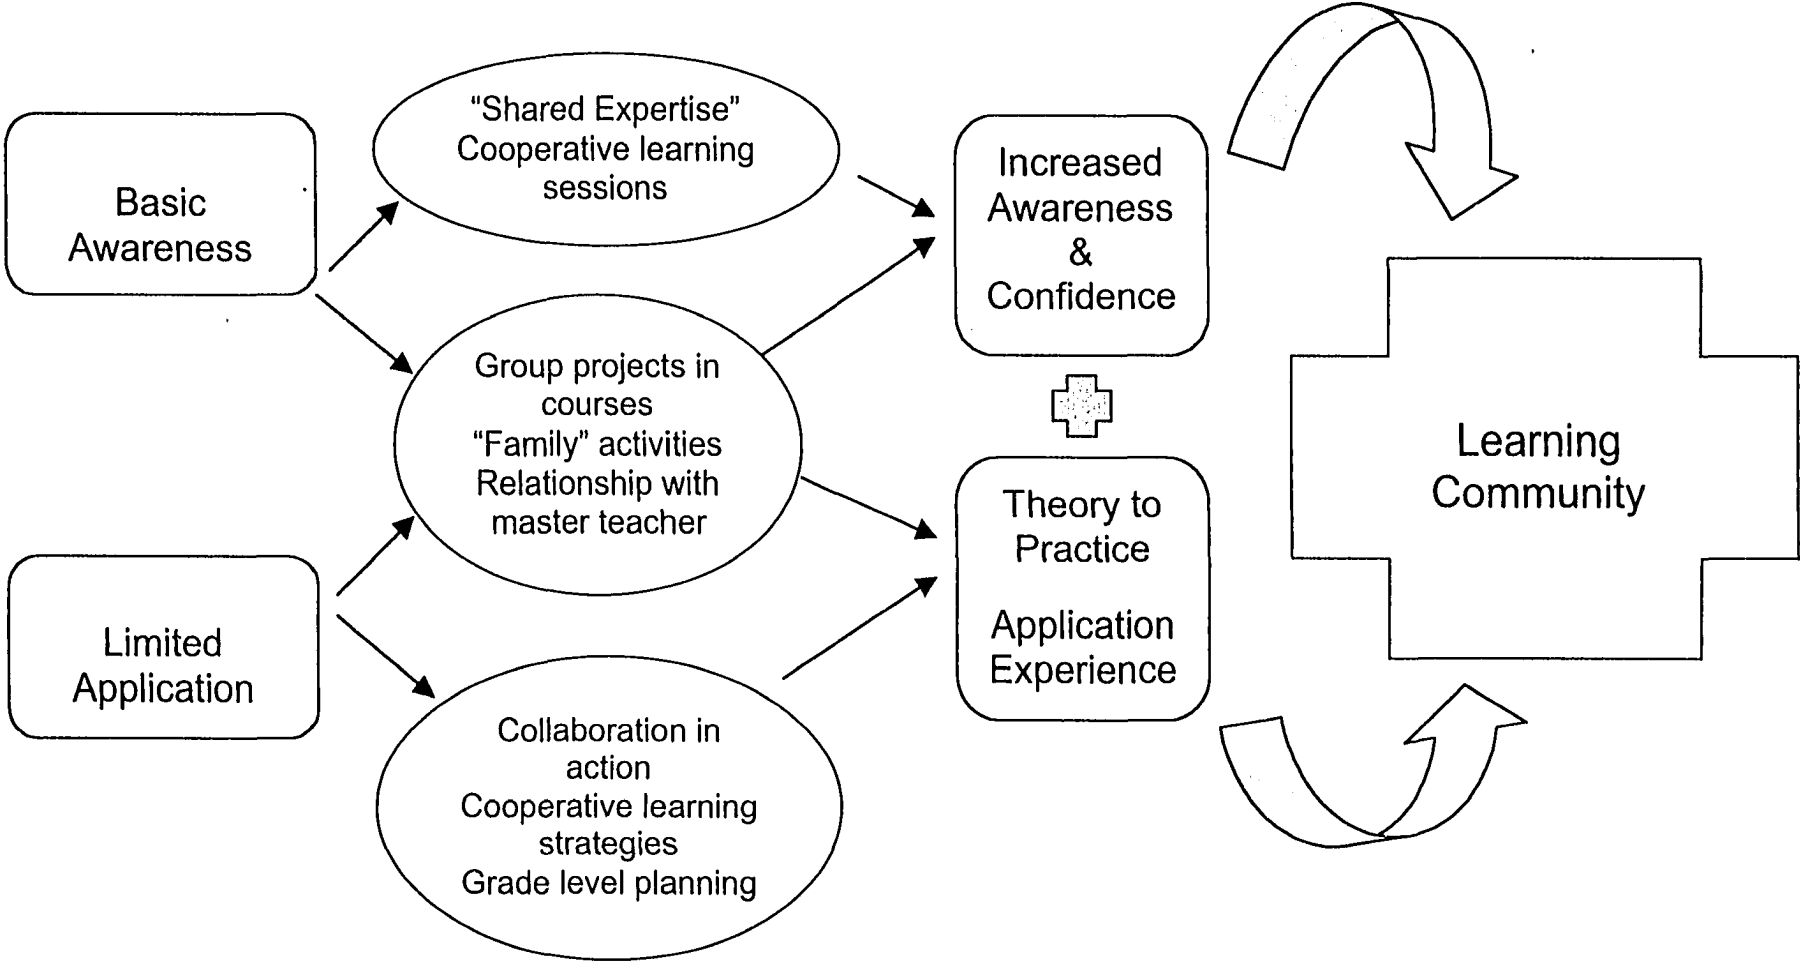 Basic
Awareness
Limited
Application
“Shared Expertise”
Cooperative learning
sessions
Group projects in
courses
“Family” activities
Relationship with
master teacher
Collaboration in
action
Cooperative learning
strategies
Grade level planning
Increased
Awareness
&
Confidence
Theory to
Practice
Application
Experience
Learning
Community